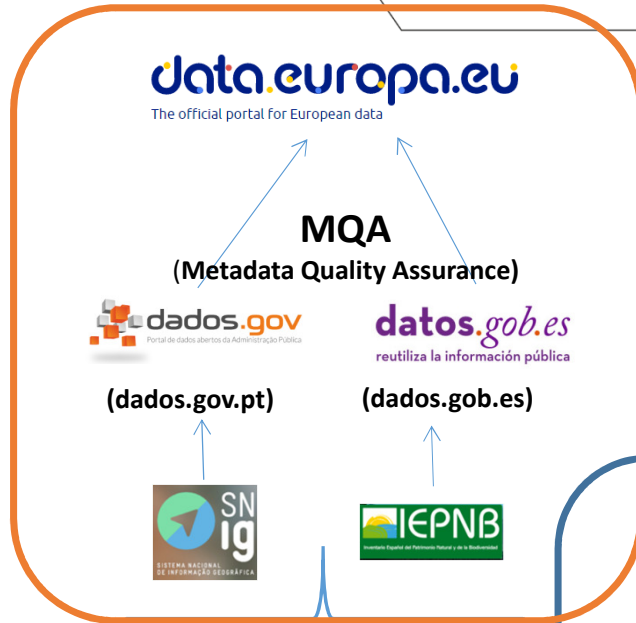 data.europa.eu
The official portal for European data
MQA
(Metadata Quality Assurance)
dados.gov
Portal de dados abertos da Administração Pública
datos.gob.es
reutiliza la información pública
(dados.gov.pt)
(dados.gob.es)
SN
ig
SISTEMA NACIONAL
DE INFORMAÇÃO GEOGRÁFICA
IEPNB
Inventario Español del Patrimonio Natural y de la Biodiversidad